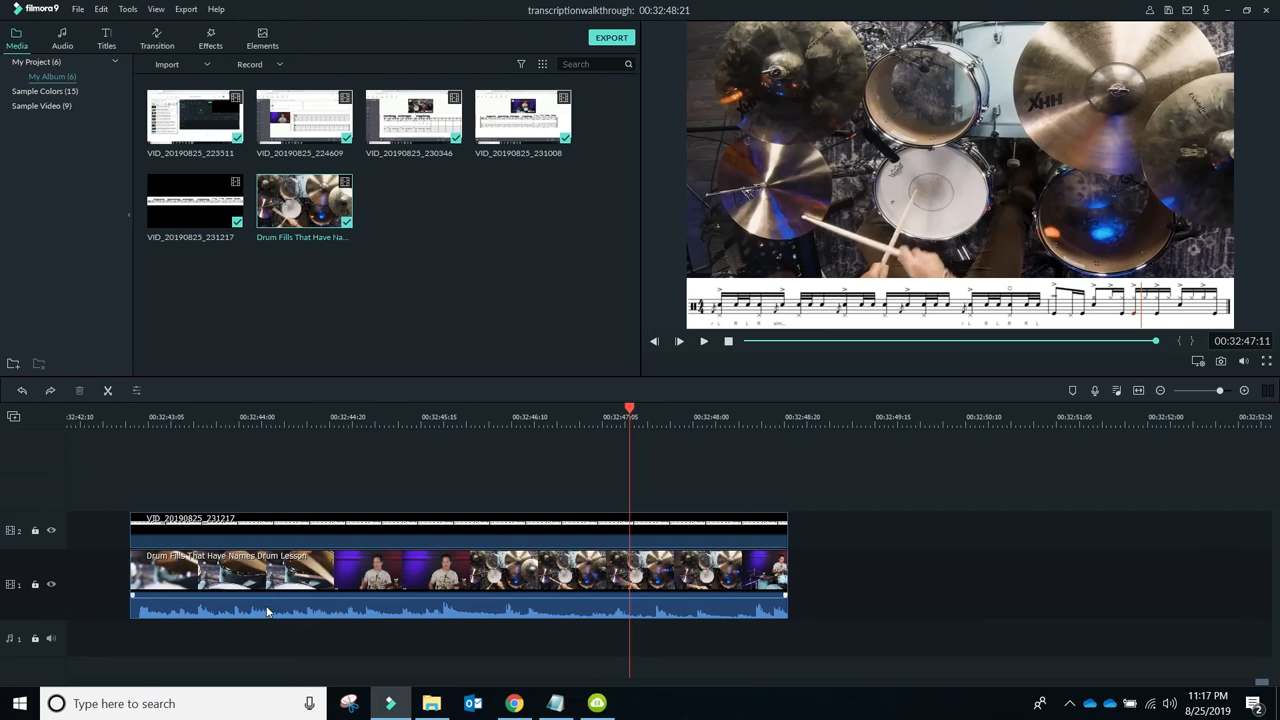 filmora9 File Edit Tools View Export Help transcriptionwalkthrough : 00:32:48:21
Media Audio Titles Transition Effects Elements EXPORT
My Project (6)
My Album (6)
Sample Colors (15)
Sample Video (9)
Import Record Search
VID_20190825_223511 VID_20190825_224609 VID_20190825_230346 VID_20190825_231008
VID_20190825_231217 Drum Fills That Have Na...
XHH
00:32:47:11
:32:42:10 00:32:43:05 00:32:44:00 00:32:44:20 00:32:45:15 00:32:46:10 00:32:47:05 00:32:48:00 00:32:48:20 00:32:49:15 00:32:50:10 00:32:51:05 00:32:52:00 00:32:52:2
2 VID_20190825_231217
1 Drum Fills That Have Names Drum Lesson
1
Type here to search
11:17 PM
8/25/2019
2